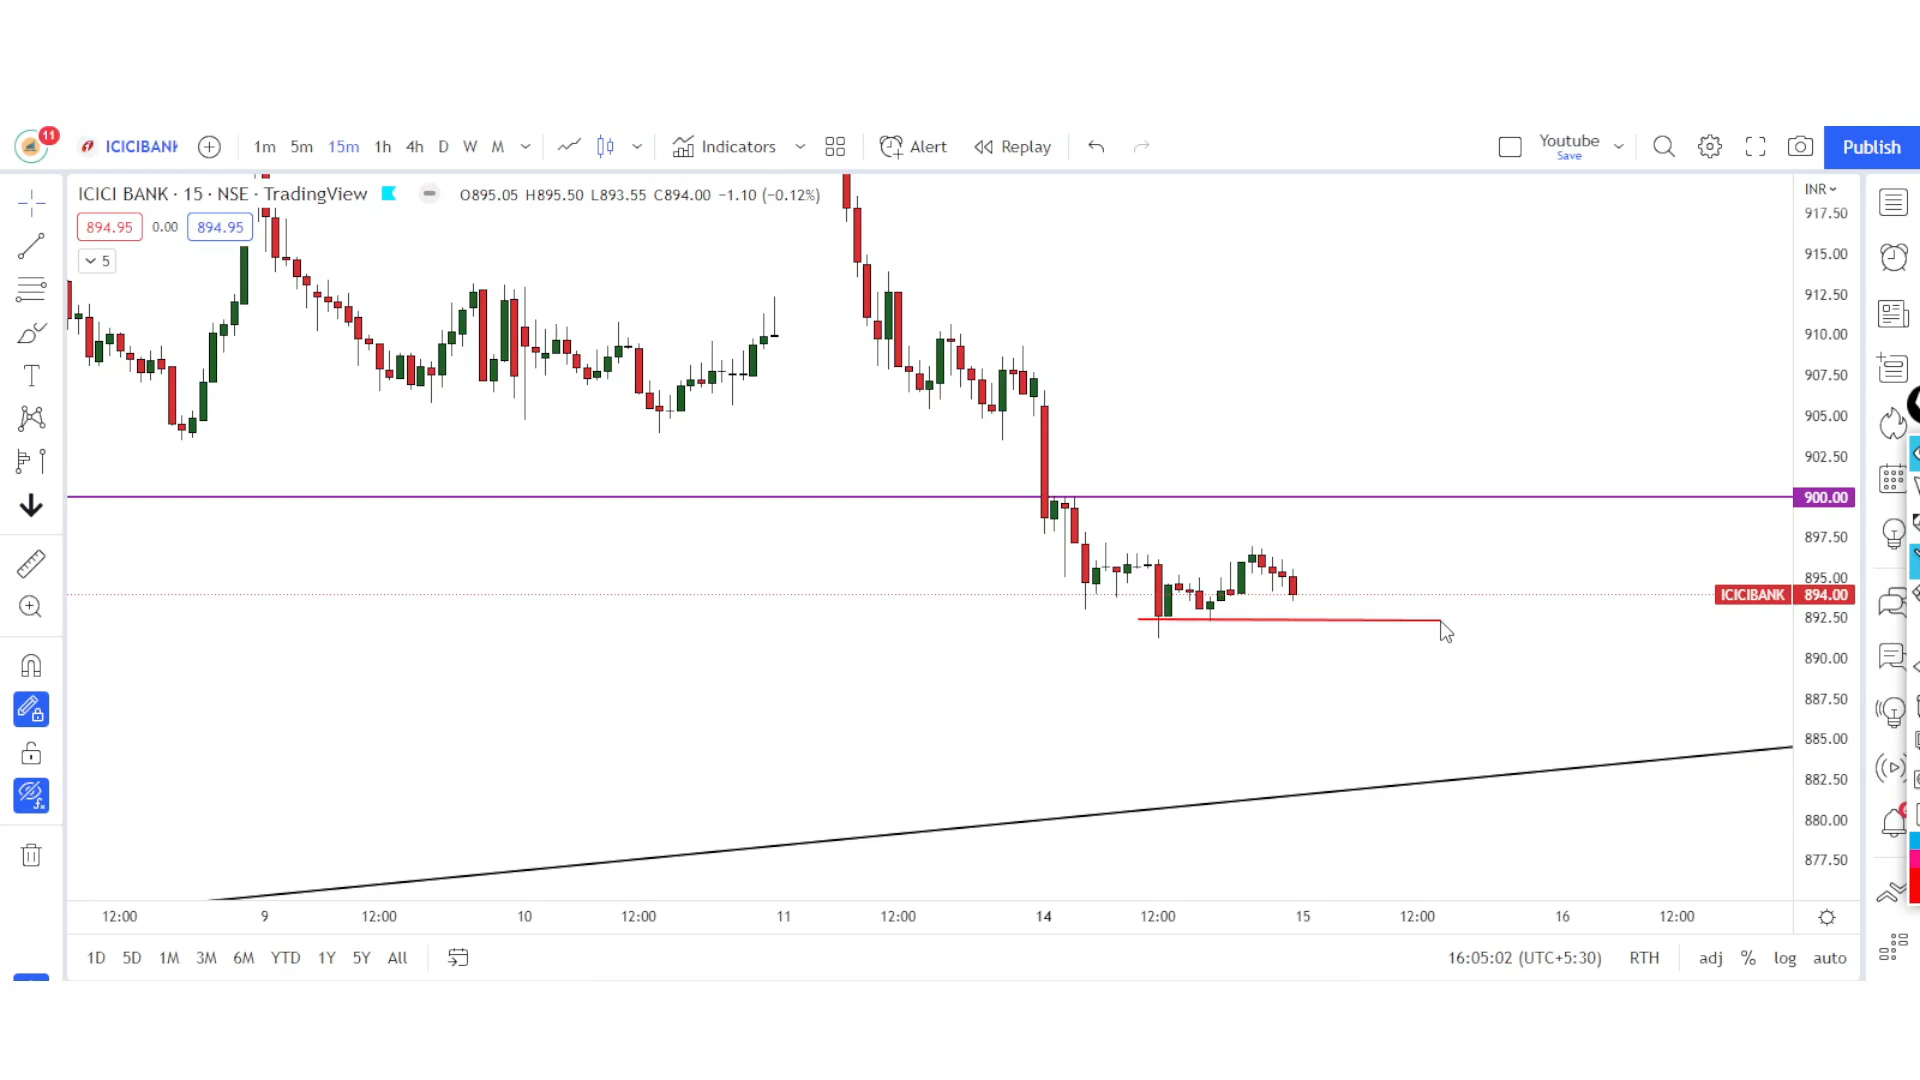 11
ICICIBANK
1m 5m 15m 1h 4h D W M
Indicators
Alert
Replay
Youtube
Save
Publish
ICICI BANK · 15 · NSE · TradingView
O895.05 H895.50 L893.55 C894.00 −1.10 (−0.12%)
894.95 0.00 894.95
5
INR
917.50
915.00
912.50
910.00
907.50
905.00
902.50
900.00
897.50
895.00
ICICIBANK 894.00
892.50
890.00
887.50
885.00
882.50
880.00
877.50
12:00 9 12:00 10 12:00 11 12:00 14 12:00 15 12:00 16 12:00
1D 5D 1M 3M 6M YTD 1Y 5Y All
16:05:02 (UTC+5:30) RTH adj % log auto